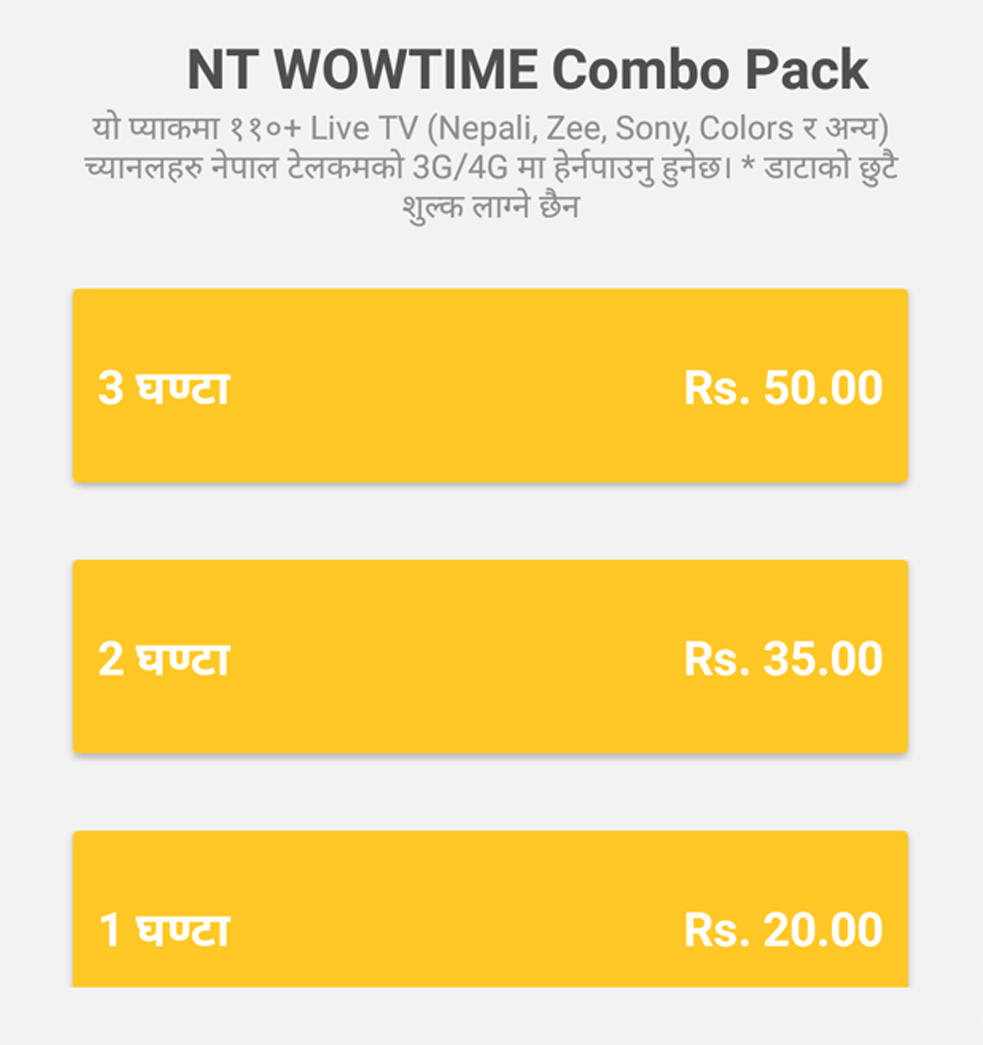 NT WOWTIME Combo Pack
यो प्याकमा ११०+ Live TV (Nepali, Zee, Sony, Colors र अन्य)
च्यानलहरु नेपाल टेलकमको 3G/4G मा हेर्नपाउनु हुनेछ। * डाटाको छुटै
शुल्क लाग्ने छैन
3 घण्टा Rs. 50.00
2 घण्टा Rs. 35.00
1 घण्टा Rs. 20.00